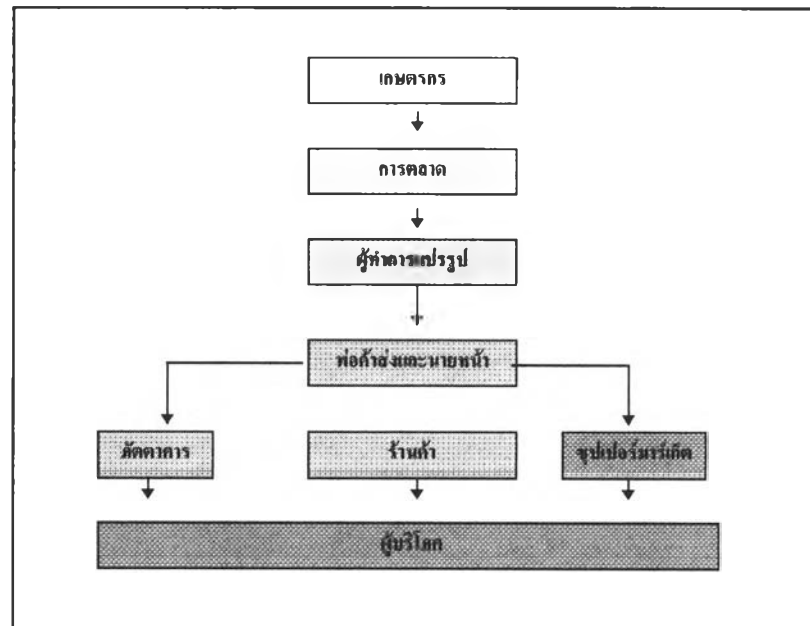 เกษตรกร
การตลาด
ผู้ทำการแปรรูป
พ่อค้าส่งและนายหน้า
ภัตตาคาร
ร้านค้า
ซุปเปอร์มาร์เก็ต
ผู้บริโภค